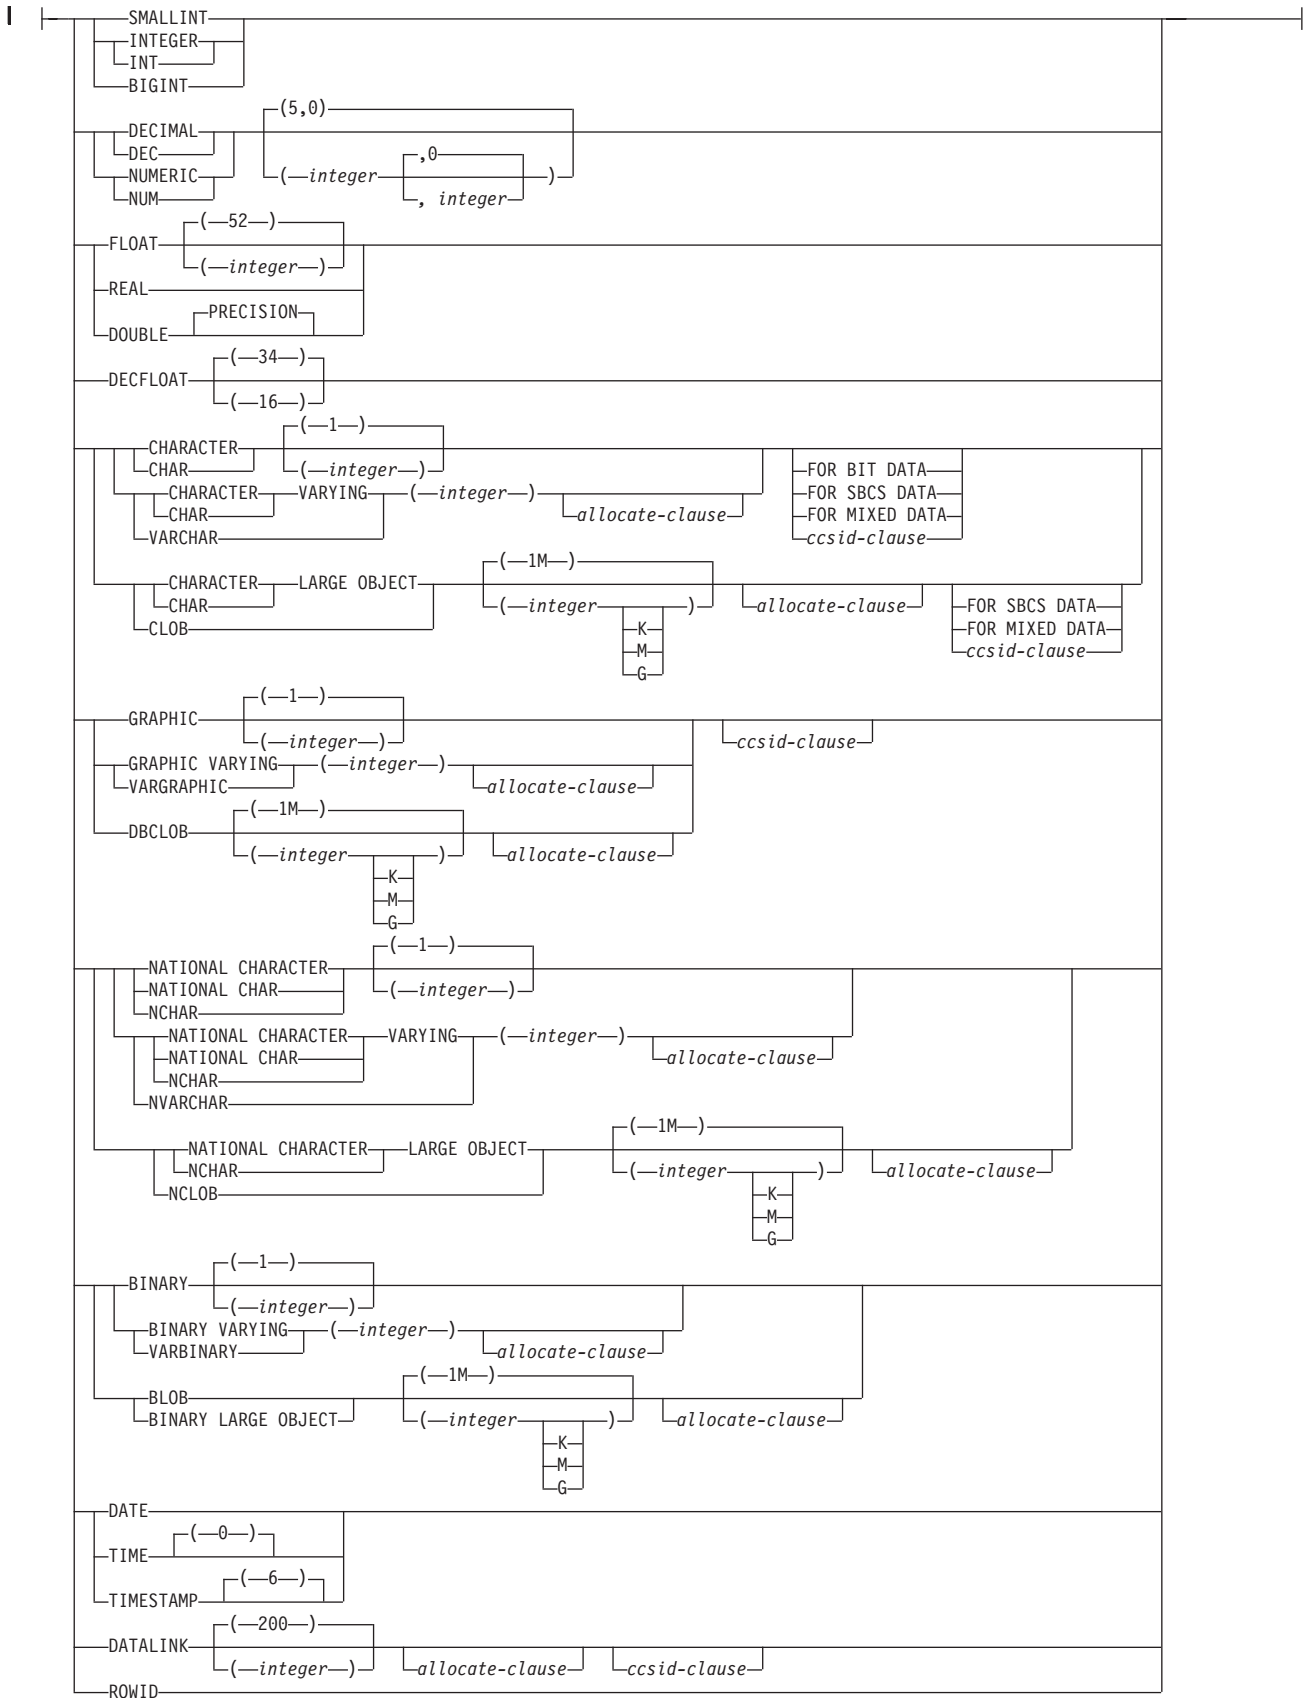 SMALLINT
INTEGER
INT
BIGINT
(5,0)
DECIMAL
DEC ,0
NUMERIC ( integer )
NUM , integer
( 52 )
FLOAT
( integer )
REAL
PRECISION
DOUBLE
( 34 )
DECFLOAT
( 16 )
( 1 )
CHARACTER
CHAR ( integer ) FOR BIT DATA
CHARACTER VARYING ( integer ) FOR SBCS DATA
CHAR allocate-clause FOR MIXED DATA
VARCHAR ccsid-clause
( 1M )
CHARACTER LARGE OBJECT
CHAR ( integer ) allocate-clause FOR SBCS DATA
CLOB K FOR MIXED DATA
M ccsid-clause
G
( 1 )
GRAPHIC
( integer ) ccsid-clause
GRAPHIC VARYING ( integer )
VARGRAPHIC allocate-clause
( 1M )
DBCLOB
( integer ) allocate-clause
K
M
G
( 1 )
NATIONAL CHARACTER
NATIONAL CHAR ( integer )
NCHAR
NATIONAL CHARACTER VARYING ( integer )
NATIONAL CHAR allocate-clause
NCHAR
NVARCHAR
( 1M )
NATIONAL CHARACTER LARGE OBJECT
NCHAR ( integer ) allocate-clause
NCLOB K
M
G
( 1 )
BINARY
( integer )
BINARY VARYING ( integer )
VARBINARY allocate-clause
( 1M )
BLOB
BINARY LARGE OBJECT ( integer ) allocate-clause
K
M
G
DATE
( 0 )
TIME
( 6 )
TIMESTAMP
( 200 )
DATALINK
( integer ) allocate-clause ccsid-clause
ROWID